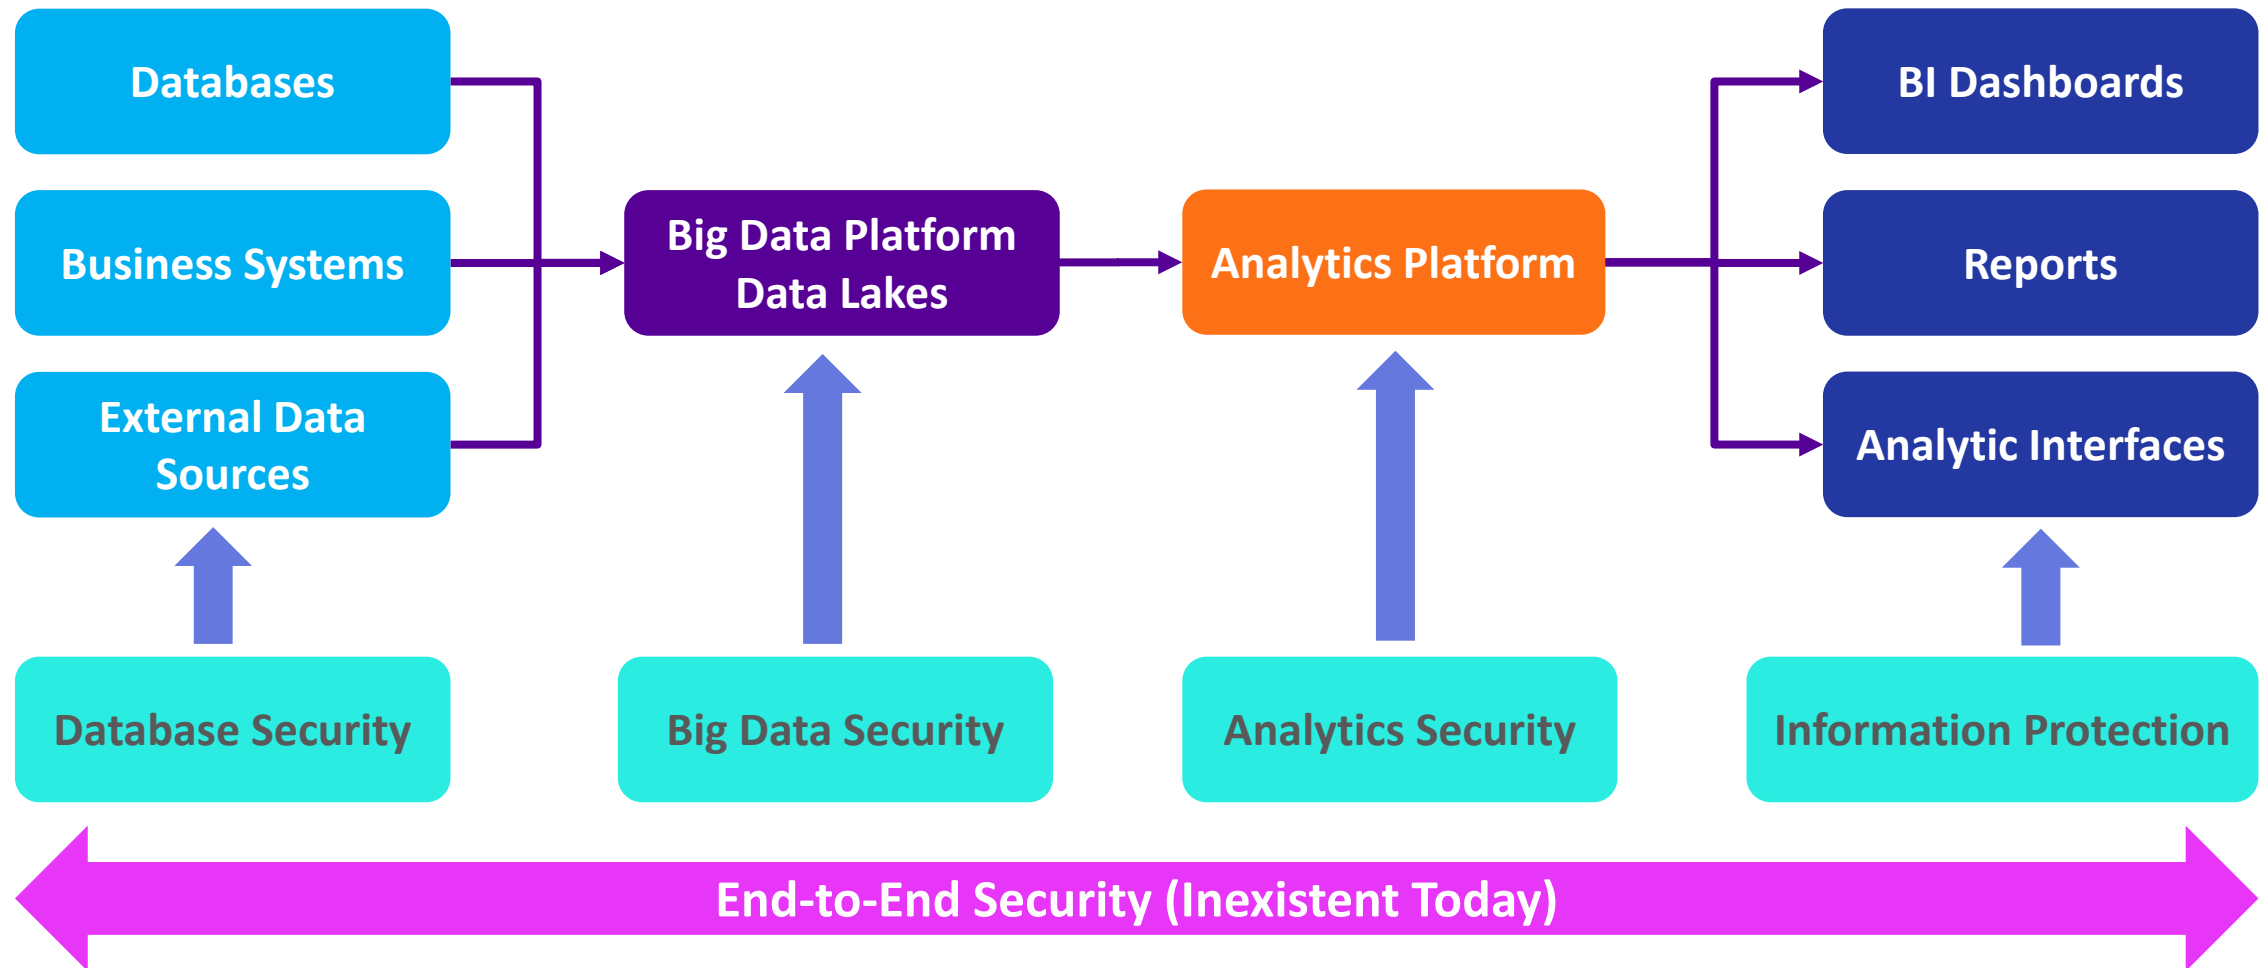 Databases
BI Dashboards
Business Systems
Big Data Platform
Data Lakes
Analytics Platform
Reports
External Data
Sources
Analytic Interfaces
Database Security
Big Data Security
Analytics Security
Information Protection
End-to-End Security (Inexistent Today)